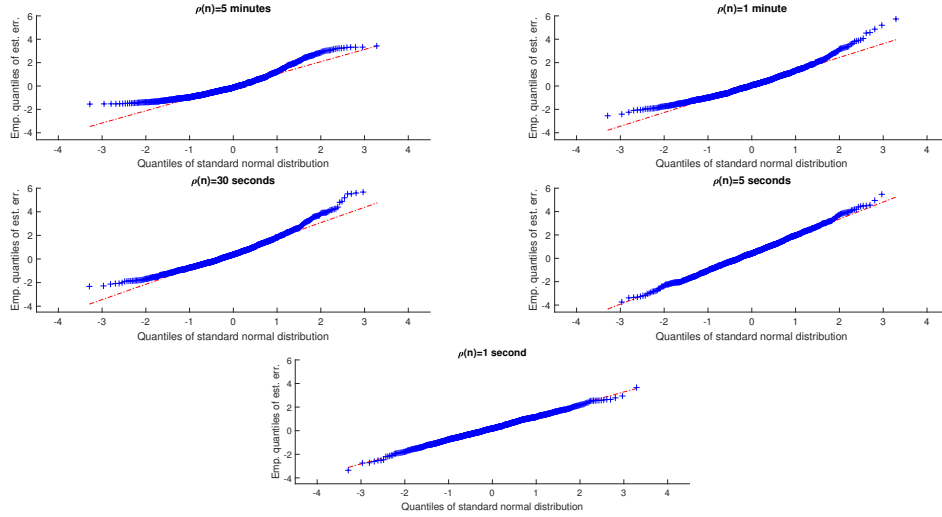 ρ(n)=5 minutes
Emp. quantiles of est. err.
6
4
2
0
-2
-4
-4 -3 -2 -1 0 1 2 3 4
Quantiles of standard normal distribution
ρ(n)=1 minute
Emp. quantiles of est. err.
6
4
2
0
-2
-4
-4 -3 -2 -1 0 1 2 3 4
Quantiles of standard normal distribution
ρ(n)=30 seconds
Emp. quantiles of est. err.
6
4
2
0
-2
-4
-4 -3 -2 -1 0 1 2 3 4
Quantiles of standard normal distribution
ρ(n)=5 seconds
Emp. quantiles of est. err.
6
4
2
0
-2
-4
-4 -3 -2 -1 0 1 2 3 4
Quantiles of standard normal distribution
ρ(n)=1 second
Emp. quantiles of est. err.
6
4
2
0
-2
-4
-4 -3 -2 -1 0 1 2 3 4
Quantiles of standard normal distribution